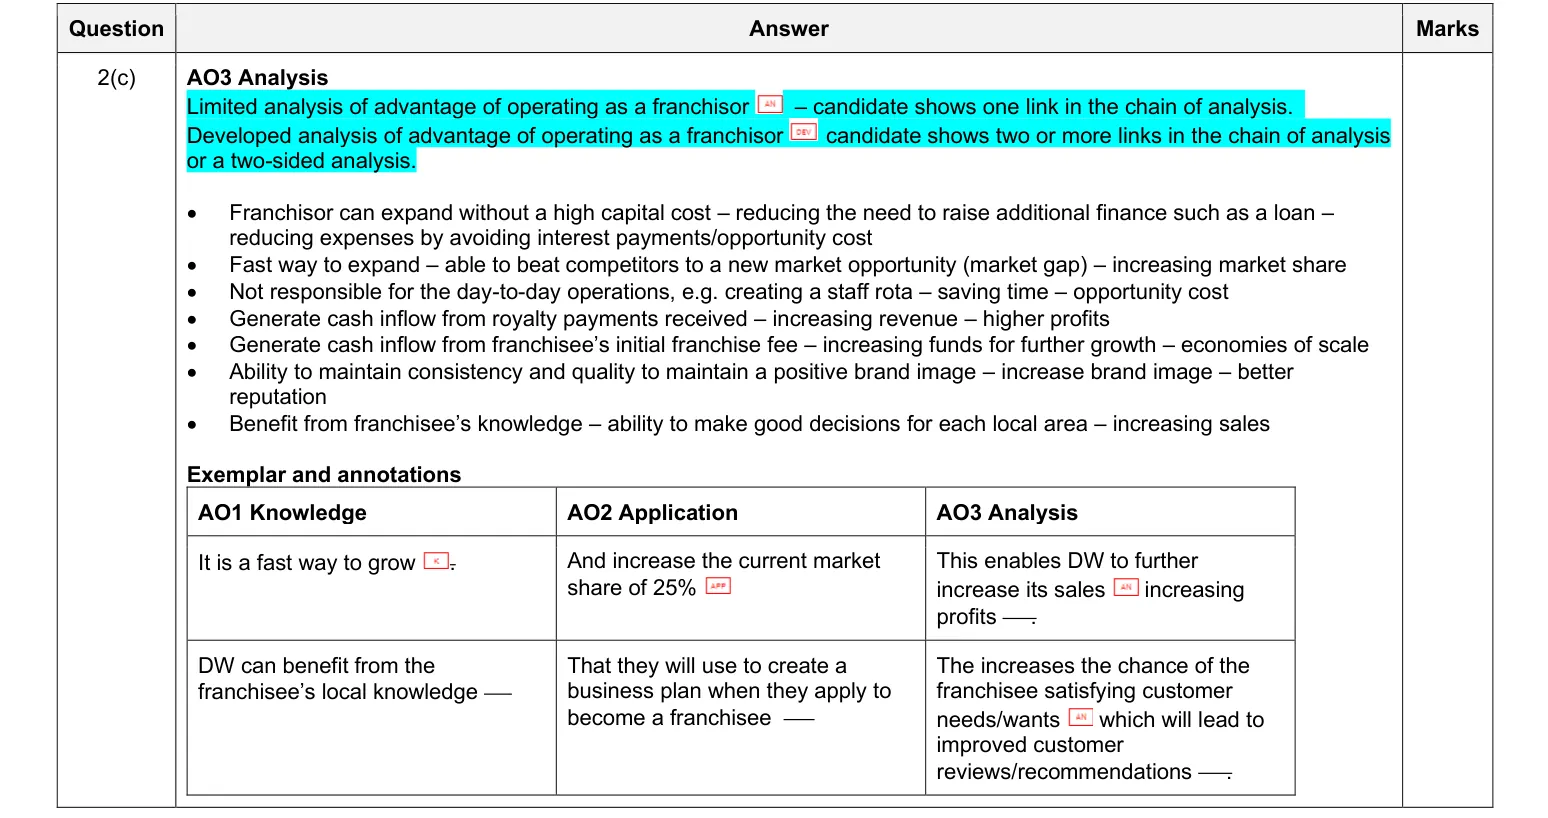 Question Answer Marks
2(c)
AO3 Analysis
Limited analysis of advantage of operating as a franchisor AN – candidate shows one link in the chain of analysis.
Developed analysis of advantage of operating as a franchisor DEV candidate shows two or more links in the chain of analysis
or a two-sided analysis.
• Franchisor can expand without a high capital cost – reducing the need to raise additional finance such as a loan –
reducing expenses by avoiding interest payments/opportunity cost
• Fast way to expand – able to beat competitors to a new market opportunity (market gap) – increasing market share
• Not responsible for the day-to-day operations, e.g. creating a staff rota – saving time – opportunity cost
• Generate cash inflow from royalty payments received – increasing revenue – higher profits
• Generate cash inflow from franchisee’s initial franchise fee – increasing funds for further growth – economies of scale
• Ability to maintain consistency and quality to maintain a positive brand image – increase brand image – better
reputation
• Benefit from franchisee’s knowledge – ability to make good decisions for each local area – increasing sales
Exemplar and annotations
AO1 Knowledge AO2 Application AO3 Analysis
It is a fast way to grow K.
And increase the current market
share of 25% APP
This enables DW to further
increase its sales AN increasing
profits —.
DW can benefit from the
franchisee’s local knowledge —
That they will use to create a
business plan when they apply to
become a franchisee —
The increases the chance of the
franchisee satisfying customer
needs/wants AN which will lead to
improved customer
reviews/recommendations —.